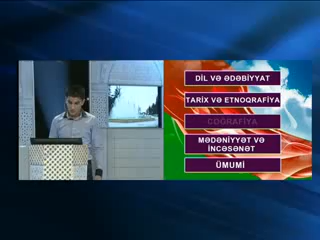 DİL VƏ ƏDƏBİYYAT
TARİX VƏ ETNOQRAFİYA
COĞRAFİYA
MƏDƏNİYYƏT VƏ
İNCƏSƏNƏT
ÜMUMİ